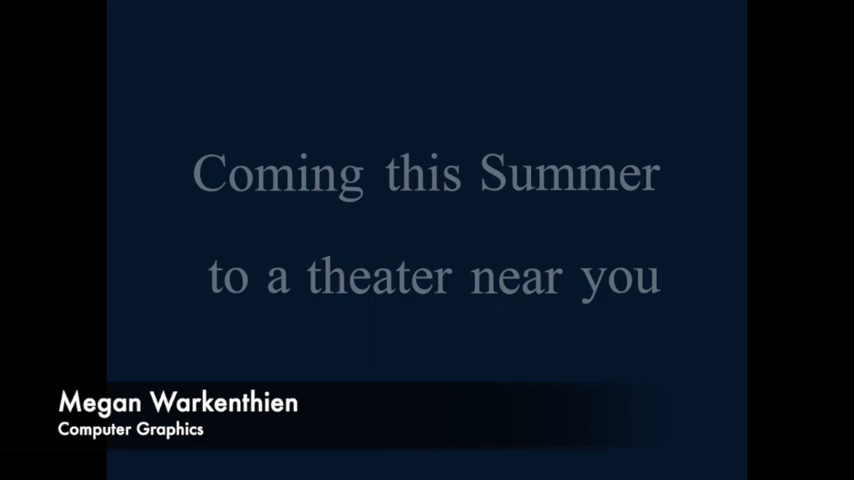 Coming this Summer
to a theater near you
Megan Warkenthien
Computer Graphics